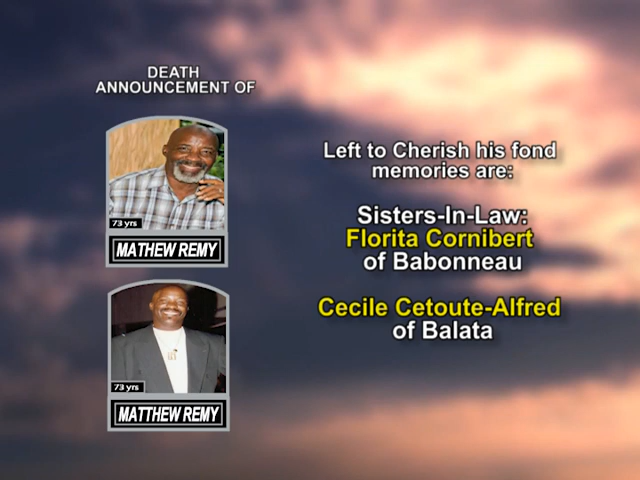 DEATH
ANNOUNCEMENT OF
73 yrs
MATHEW REMY
73 yrs
MATTHEW REMY
Left to Cherish his fond
memories are:
Sisters-In-Law:
Florita Cornibert
of Babonneau
Cecile Cetoute-Alfred
of Balata